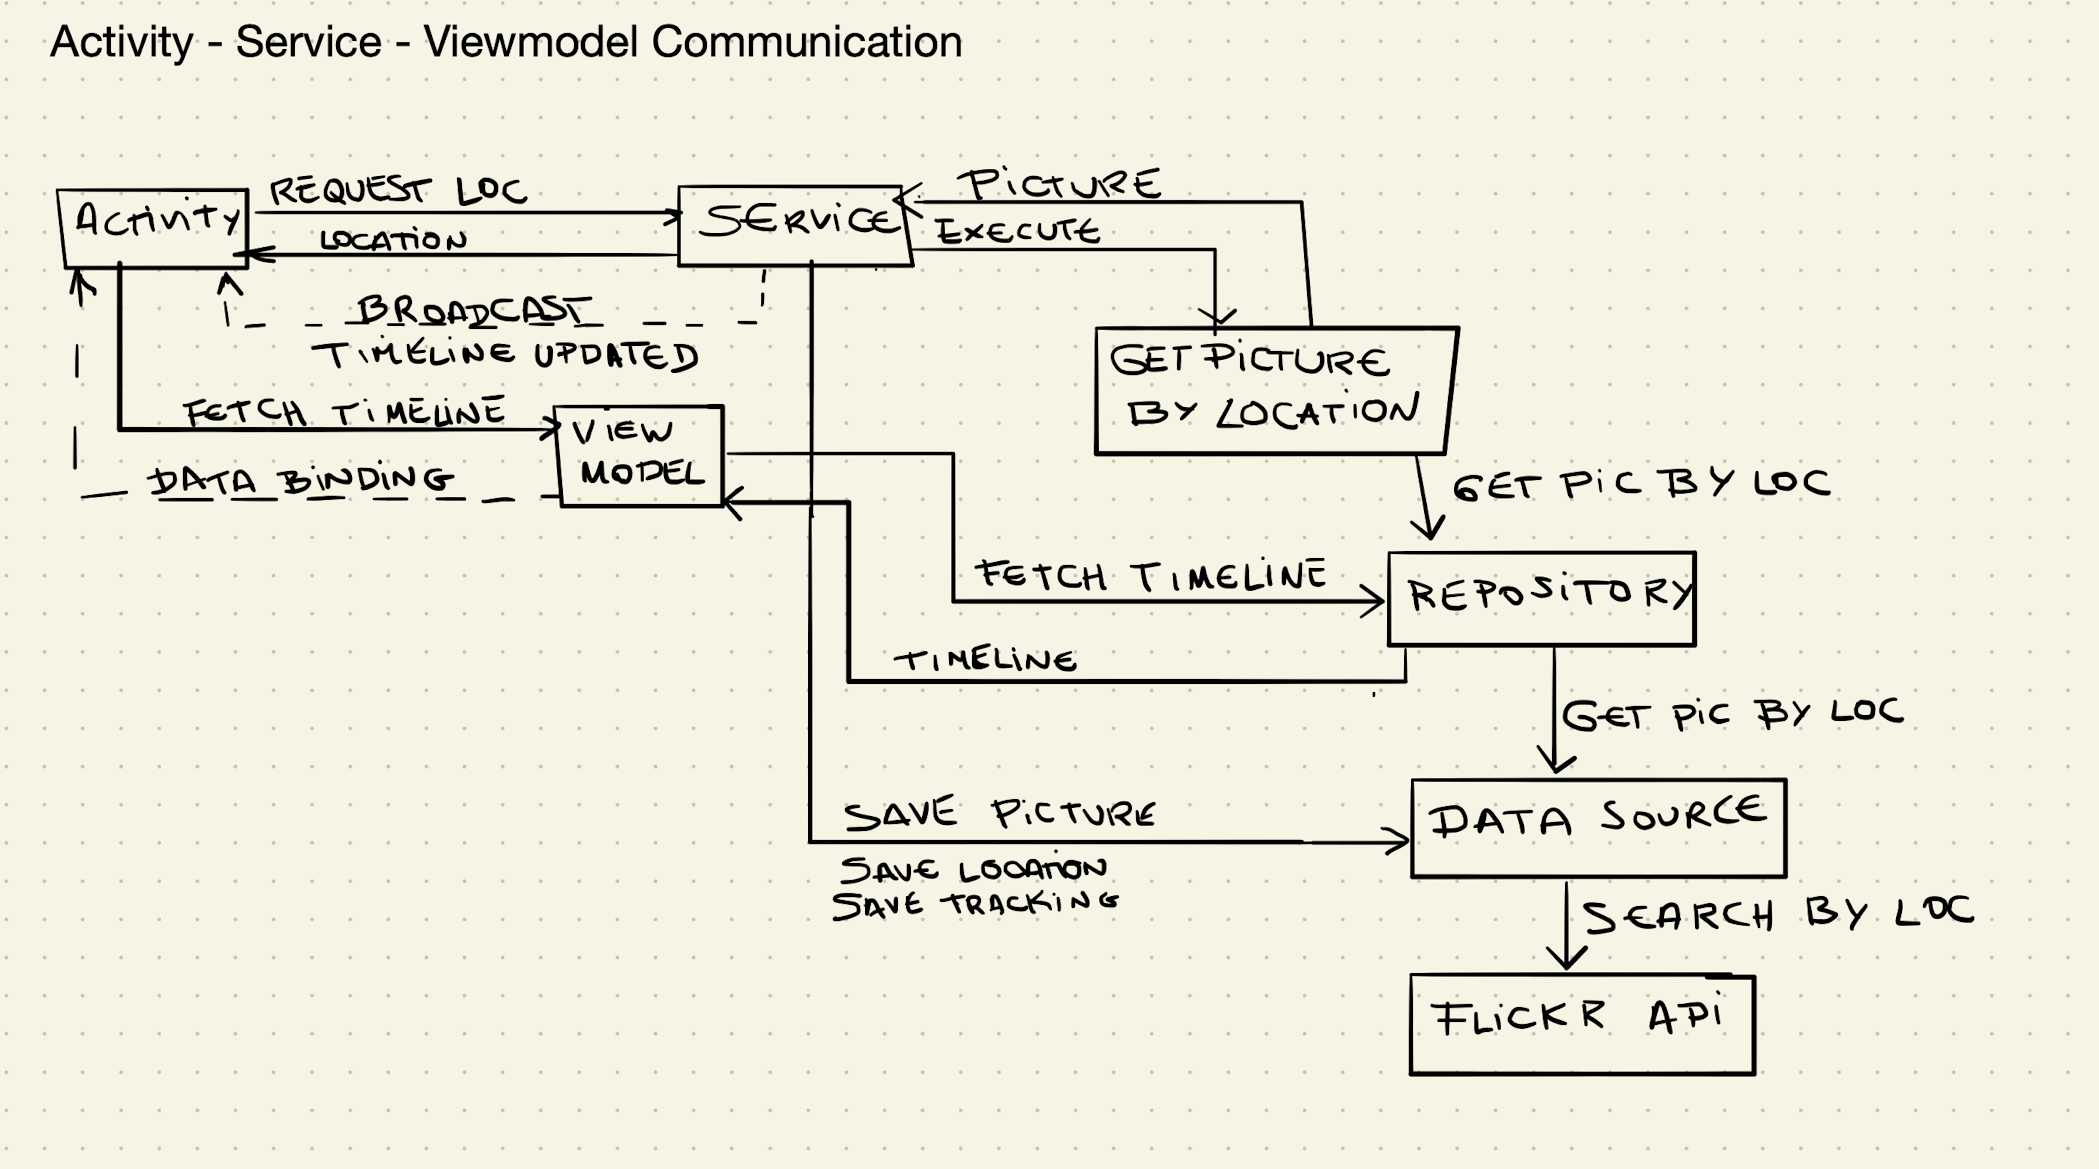 Activity - Service - Viewmodel Communication
REQUEST LOC
PiCTURE
Activity
SERViCE
LOCATION
EXECUTE
BROADCAST
TIMELINE UPDATED
GET PiCTURE
BY LOCATION
FETCH TIMELINE
VIEW
MODEL
DATA BINDING
GET PiC BY LOC
FETCH TIMELINE
REPOSiTORY
TIMELINE
GET PiC BY LOC
SAVE PiCTURE
DATA SOURCE
SAVE LOCATION
SAVE TRACKING
SEARCH BY LOC
FLiCKR APi